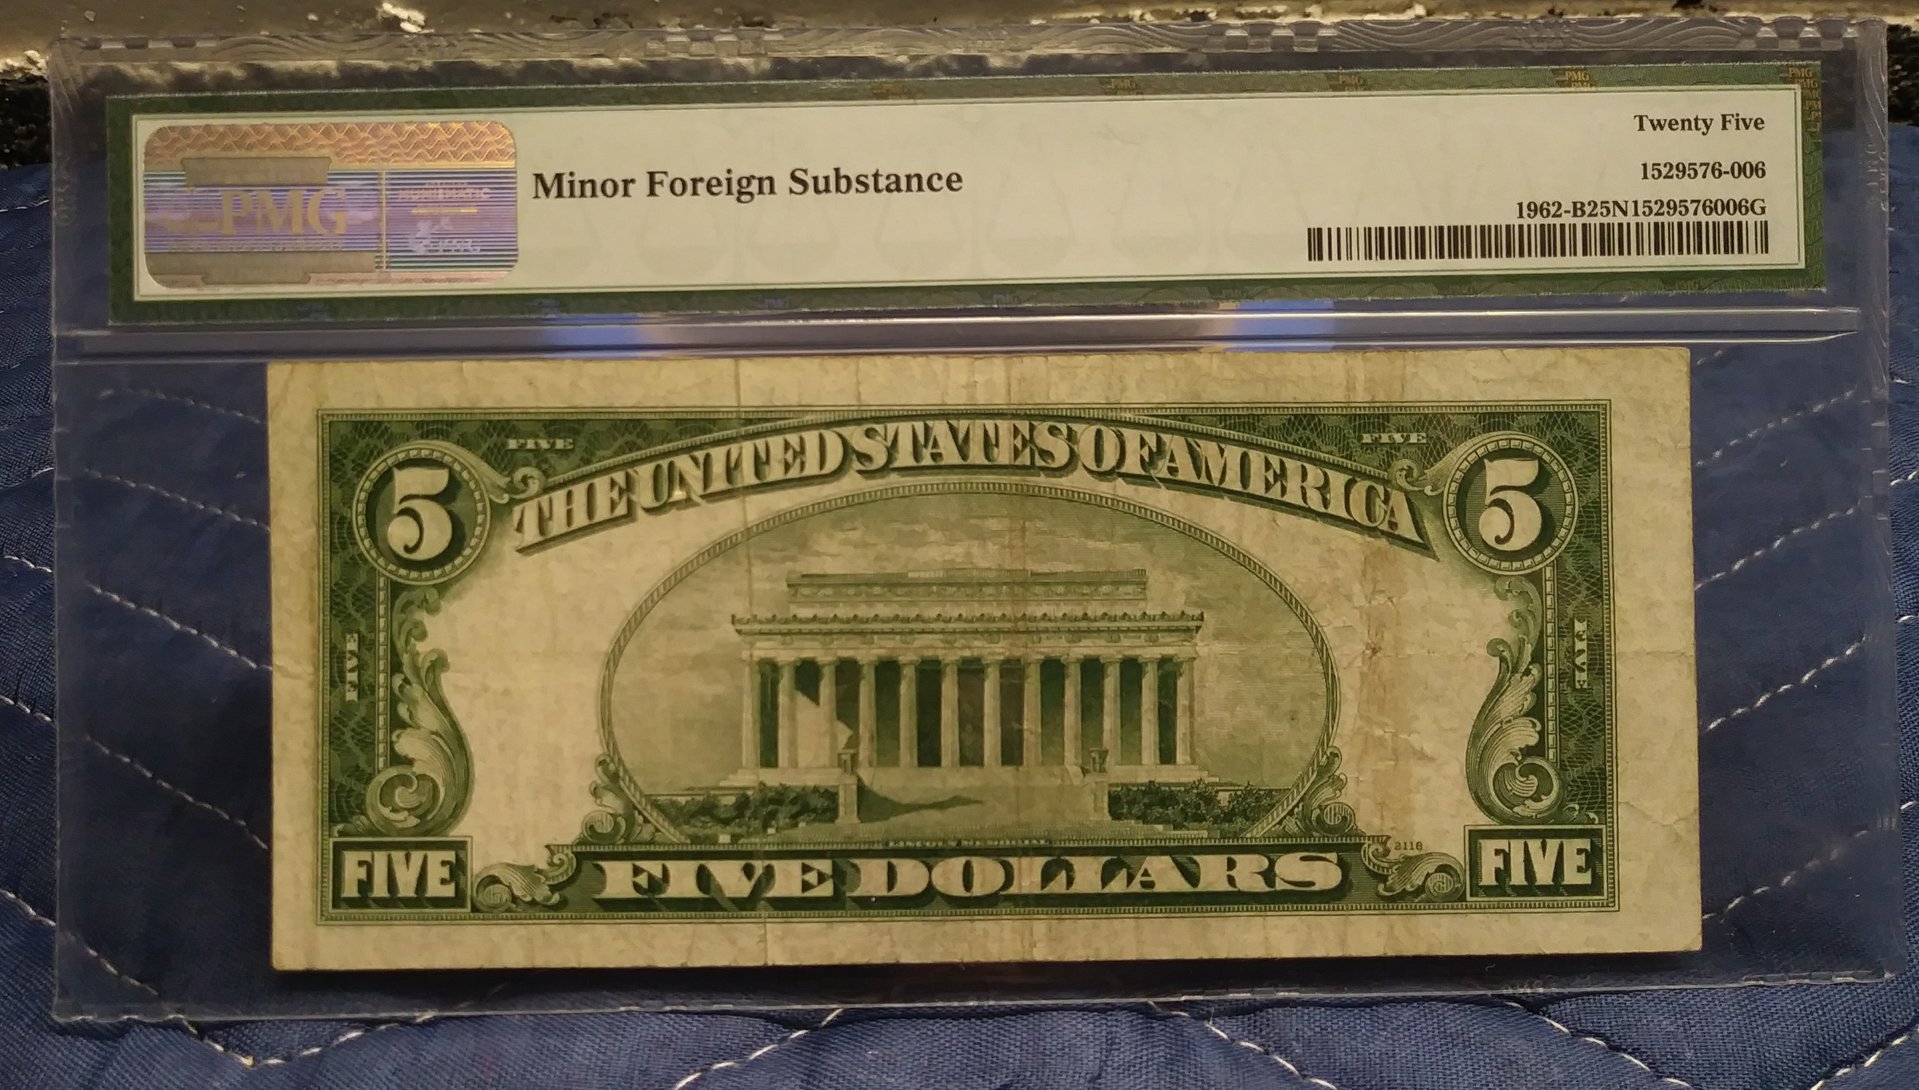 PMG
Minor Foreign Substance
Twenty Five
1529576-006
1962-B25N1529576006G
FIVE
FIVE
THE UNITED STATES OF AMERICA
5
5
FIVE
FIVE
2116
FIVE
FIVE DOLLARS
FIVE